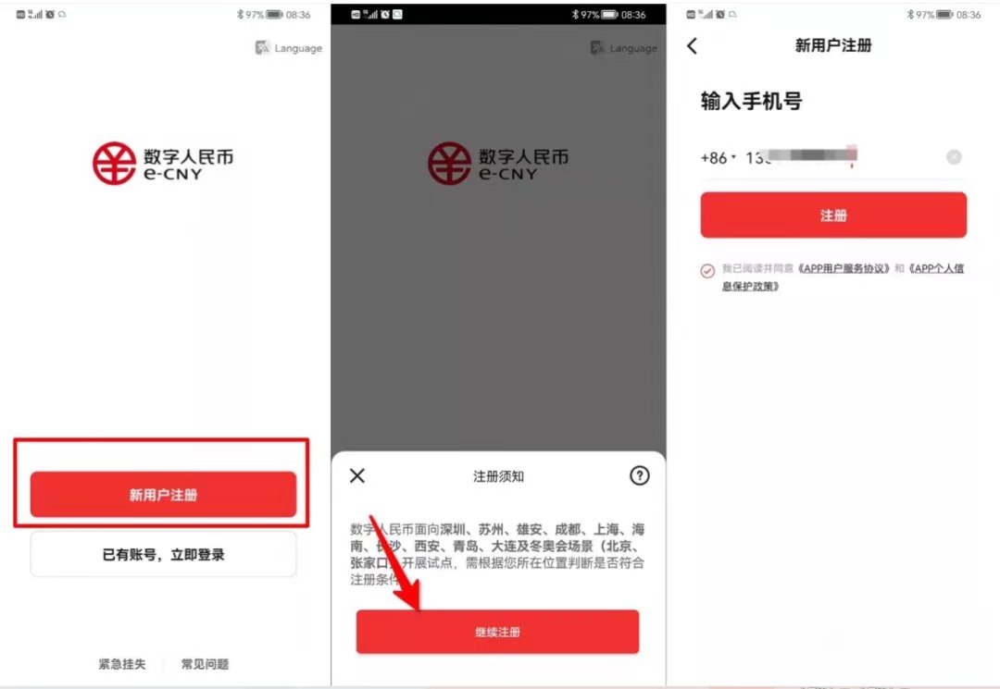 97% 08:36
Language
数字人民币
e-CNY
新用户注册
已有账号，立即登录
紧急挂失
常见问题
97% 08:36
Language
数字人民币
e-CNY
注册须知
数字人民币面向深圳、苏州、雄安、成都、上海、海
南、长沙、西安、青岛、大连及冬奥会场景（北京、
张家口）开展试点，需根据您所在位置判断是否符合
注册条件
继续注册
97% 08:36
新用户注册
输入手机号
+86 13
注册
我已阅读并同意《APP用户服务协议》和《APP个人信
息保护政策》